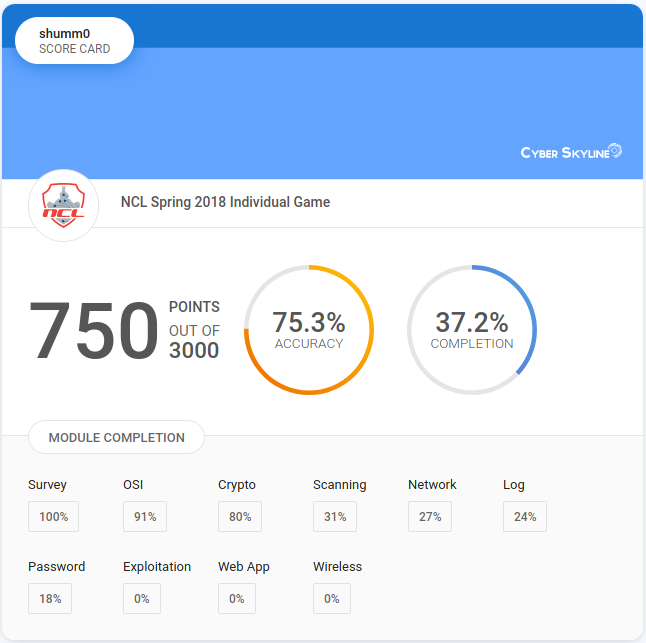 shumm0
SCORE CARD
CYBER SKYLINE
NCL
NCL Spring 2018 Individual Game
750 POINTS
OUT OF
3000
75.3%
ACCURACY
37.2%
COMPLETION
MODULE COMPLETION
Survey OSI Crypto Scanning Network Log
100% 91% 80% 31% 27% 24%
Password Exploitation Web App Wireless
18% 0% 0% 0%